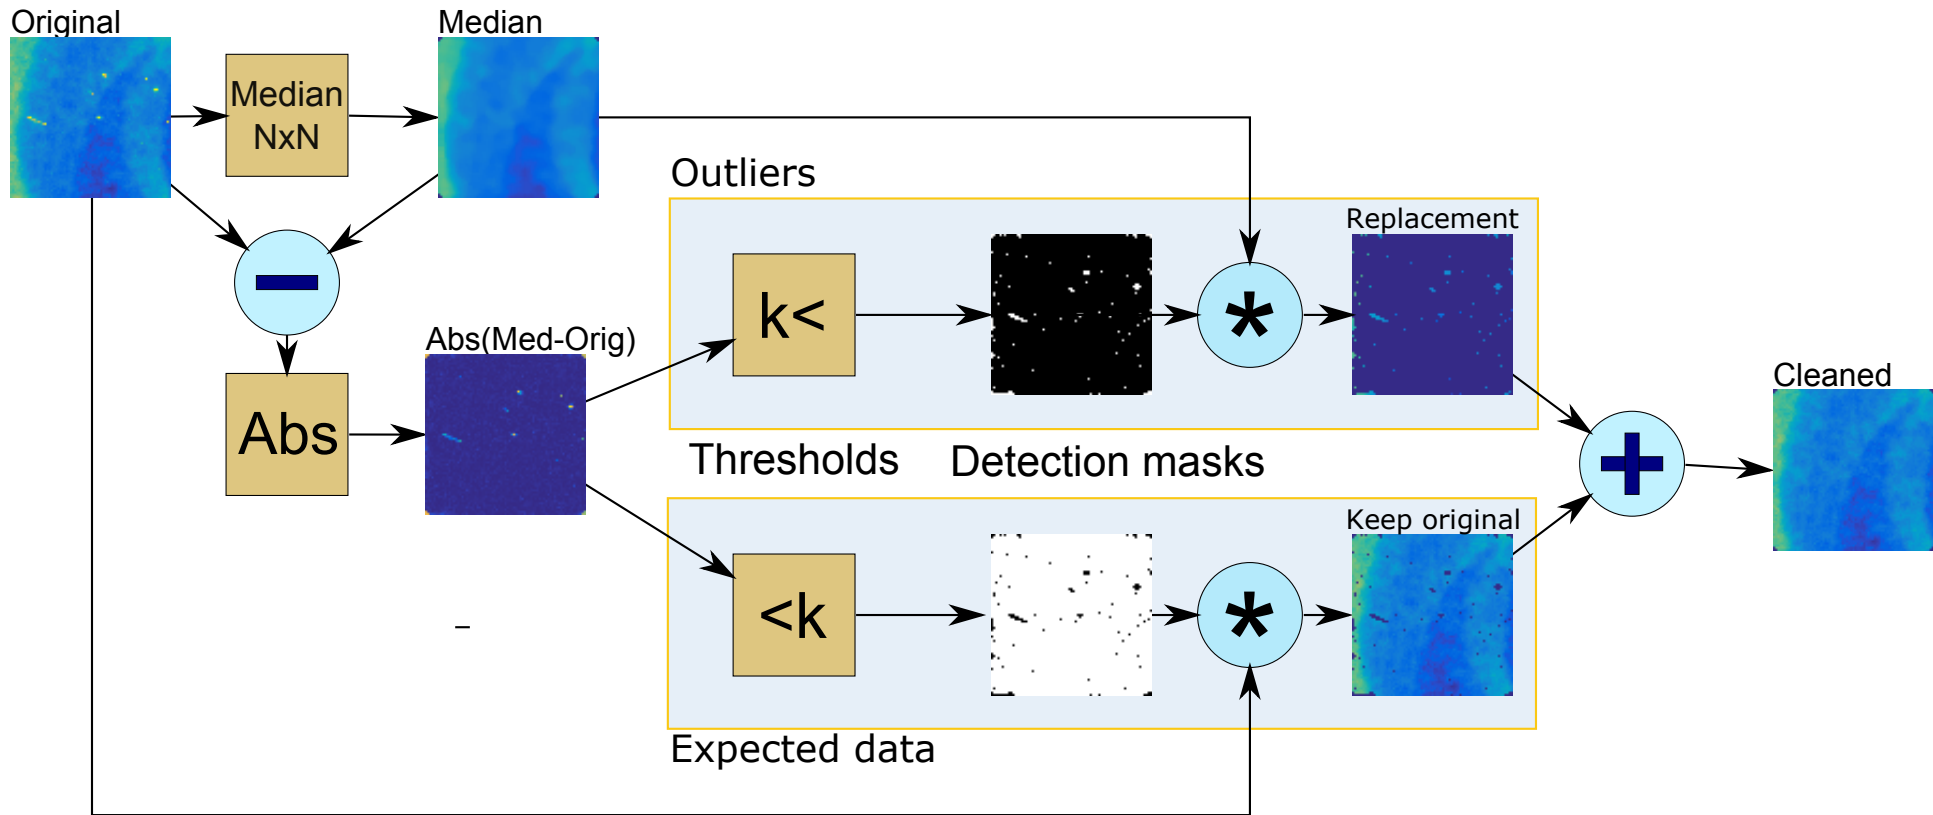 Original
Median
Median
NxN
Outliers
Replacement
k<
*
Abs(Med-Orig)
Abs
Thresholds
Detection masks
Cleaned
+
Keep original
<k
*
–
Expected data